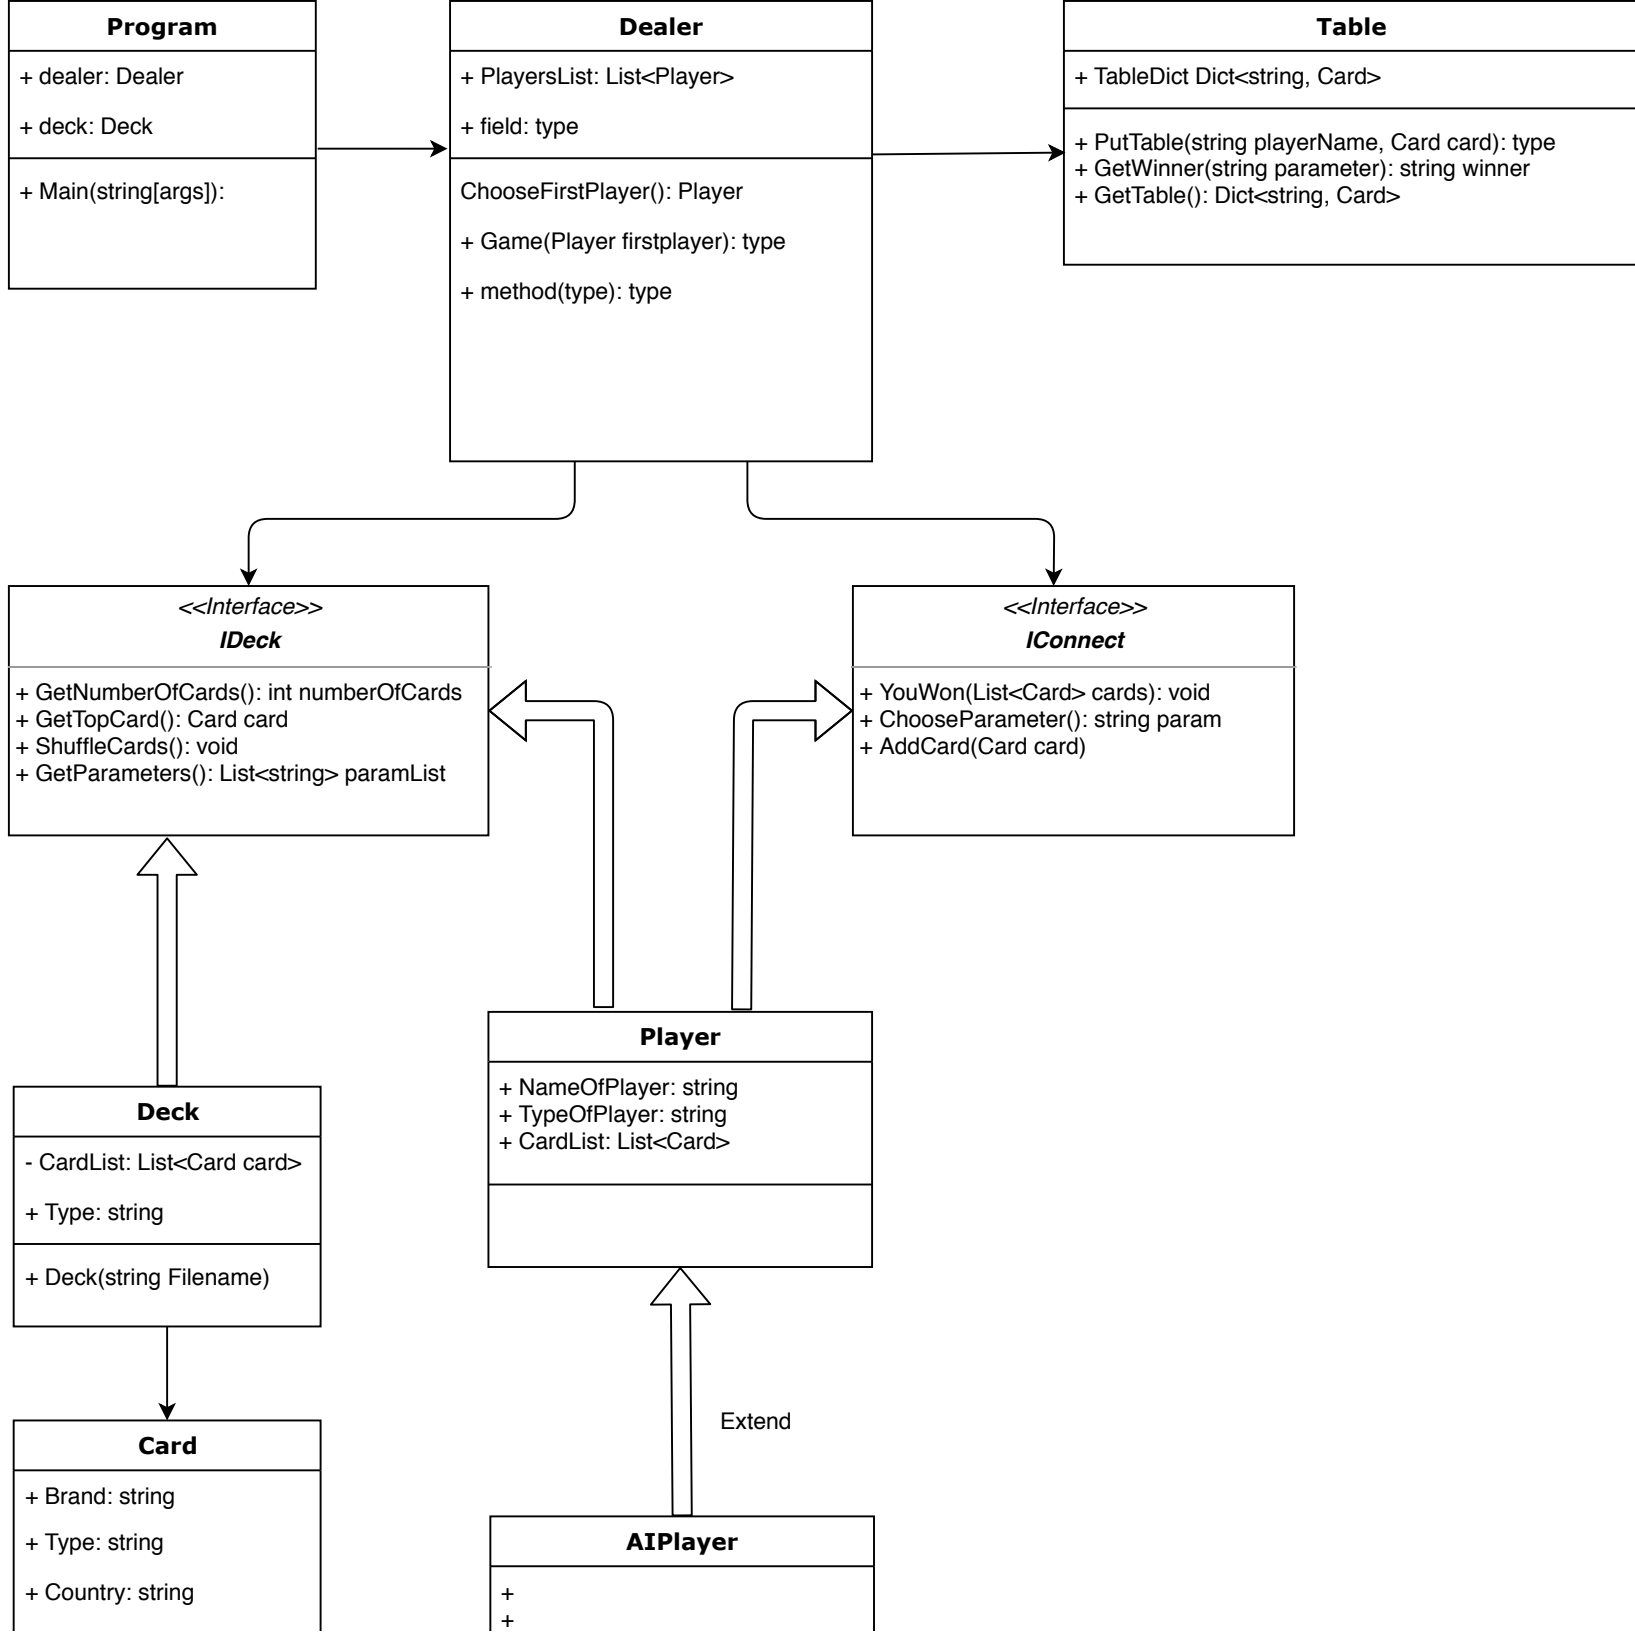 Program
+ dealer: Dealer
+ deck: Deck
+ Main(string[args]):
Dealer
+ PlayersList: List<Player>
+ field: type
ChooseFirstPlayer(): Player
+ Game(Player firstplayer): type
+ method(type): type
Table
+ TableDict Dict<string, Card>
+ PutTable(string playerName, Card card): type
+ GetWinner(string parameter): string winner
+ GetTable(): Dict<string, Card>
<<Interface>>
IDeck
+ GetNumberOfCards(): int numberOfCards
+ GetTopCard(): Card card
+ ShuffleCards(): void
+ GetParameters(): List<string> paramList
<<Interface>>
IConnect
+ YouWon(List<Card> cards): void
+ ChooseParameter(): string param
+ AddCard(Card card)
Deck
- CardList: List<Card card>
+ Type: string
+ Deck(string Filename)
Player
+ NameOfPlayer: string
+ TypeOfPlayer: string
+ CardList: List<Card>
Extend
Card
+ Brand: string
+ Type: string
+ Country: string
AIPlayer
+
+